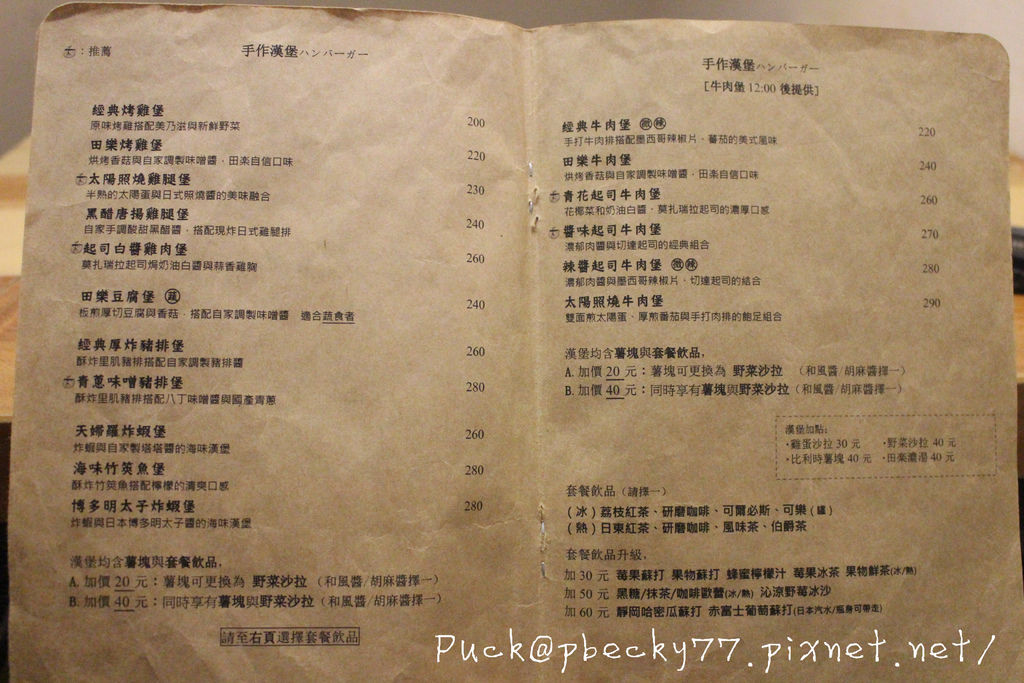 大：推薦
手作漢堡ハンバーガー
經典烤雞堡 200
原味烤雞搭配美乃滋與新鮮野菜
田樂烤雞堡 220
烘烤香菇與自家調製味噌醬．田楽自信口味
大太陽照燒雞腿堡 230
半熟的太陽蛋與日式照燒醬的美味融合
黑醋唐揚雞腿堡 240
自家手調酸甜黑醋醬．搭配現炸日式雞腿排
大起司白醬雞肉堡 260
莫扎瑞拉起司焗奶油白醬與蒜香雞胸
田樂豆腐堡 蔬 240
板煎厚切豆腐與香菇．搭配自家調製味噌醬 適合蔬食者
經典厚炸豬排堡 260
酥炸里肌豬排搭配自家調製豬排醬
大青蔥味噌豬排堡 280
酥炸里肌豬排搭配八丁味噌醬與國產青蔥
天婦羅炸蝦堡 260
炸蝦與自家製塔塔醬的海味漢堡
海味竹筴魚堡 280
酥炸竹筴魚搭配檸檬的清爽口感
博多明太子炸蝦堡 280
炸蝦與日本博多明太子醬的海味漢堡
漢堡均含薯塊與套餐飲品，
A. 加價 20 元：薯塊可更換為 野菜沙拉 （和風醬/胡麻醬擇一）
B. 加價 40 元：同時享有薯塊與野菜沙拉（和風醬/胡麻醬擇一）
請至右頁選擇套餐飲品
手作漢堡ハンバーガー
［牛肉堡 12:00 後提供］
經典牛肉堡 微辣 220
手打牛肉排搭配墨西哥辣椒片、蕃茄的美式風味
田樂牛肉堡 240
烘烤香菇與自家調製味噌醬．田楽自信口味
大青花起司牛肉堡 260
花椰菜和奶油白醬．莫扎瑞拉起司的濃厚口感
大醬味起司牛肉堡 270
濃郁肉醬與切達起司的經典組合
辣醬起司牛肉堡 微辣 280
濃郁肉醬與墨西哥辣椒片、切達起司的結合
太陽照燒牛肉堡 290
雙面煎太陽蛋、厚煎番茄與手打肉排的飽足組合
漢堡均含薯塊與套餐飲品，
A. 加價 20 元：薯塊可更換為 野菜沙拉 （和風醬/胡麻醬擇一）
B. 加價 40 元：同時享有薯塊與野菜沙拉（和風醬/胡麻醬擇一）
漢堡加點：
·雞蛋沙拉 30 元 ·野菜沙拉 40 元
·比利時薯塊 40 元 ·田楽濃湯 40 元
套餐飲品（請擇一）
（冰）荔枝紅茶、研磨咖啡、可爾必斯、可樂（罐）
（熱）日東紅茶、研磨咖啡、風味茶、伯爵茶
套餐飲品升級，
加 30 元 莓果蘇打 果物蘇打 蜂蜜檸檬汁 莓果冰茶 果物鮮茶(冰/熱)
加 50 元 黑糖/抹茶/咖啡歐蕾(冰/熱) 沁涼野莓冰沙
加 60 元 靜岡哈密瓜蘇打 赤富士葡萄蘇打(日本汽水/瓶身可帶走)
Puck@pbecky77.pixnet.net/